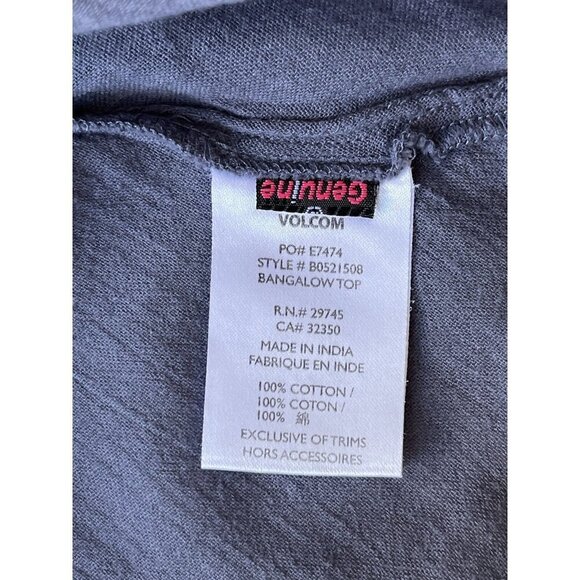 Genuine
VOLCOM
PO# E7474
STYLE # B0521508
BANGALOW TOP
R.N.# 29745
CA# 32350
MADE IN INDIA
FABRIQUE EN INDE
100% COTTON /
100% COTON /
100% 綿
EXCLUSIVE OF TRIMS
HORS ACCESSOIRES